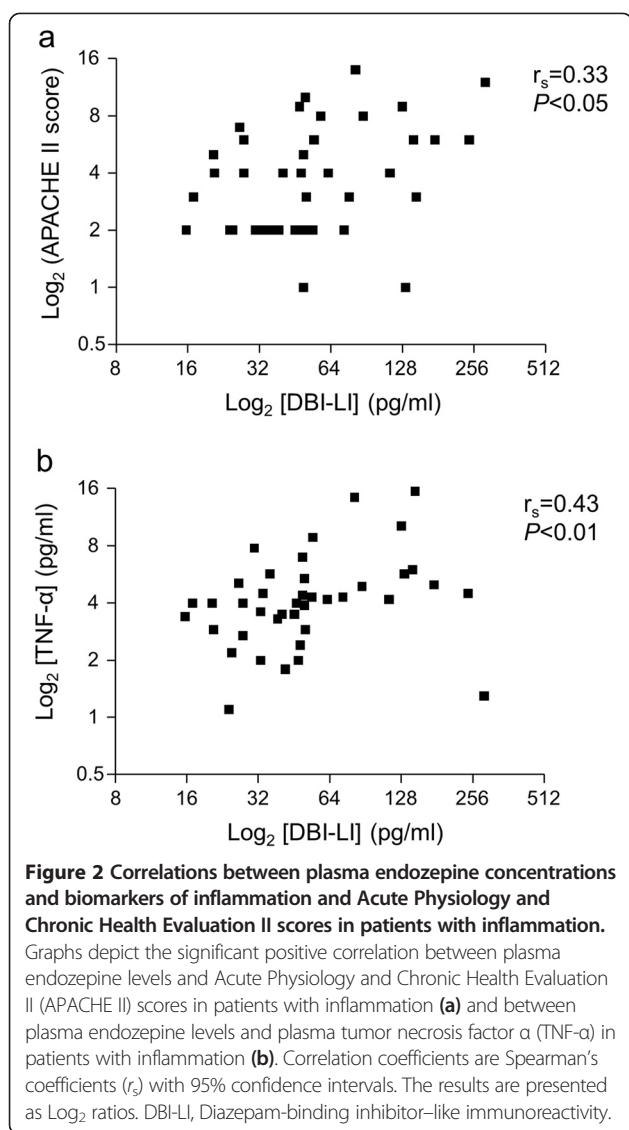 a
16
8
4
2
1
0.5
Log₂ (APACHE II score)
rₛ=0.33
P<0.05
8 16 32 64 128 256 512
Log₂ [DBI-LI] (pg/ml)
b
16
8
4
2
1
0.5
Log₂ [TNF-α] (pg/ml)
rₛ=0.43
P<0.01
8 16 32 64 128 256 512
Log₂ [DBI-LI] (pg/ml)
Figure 2 Correlations between plasma endozepine concentrations
and biomarkers of inflammation and Acute Physiology and
Chronic Health Evaluation II scores in patients with inflammation.
Graphs depict the significant positive correlation between plasma
endozepine levels and Acute Physiology and Chronic Health Evaluation
II (APACHE II) scores in patients with inflammation (a) and between
plasma endozepine levels and plasma tumor necrosis factor α (TNF-α) in
patients with inflammation (b). Correlation coefficients are Spearman's
coefficients (rₛ) with 95% confidence intervals. The results are presented
as Log₂ ratios. DBI-LI, Diazepam-binding inhibitor–like immunoreactivity.